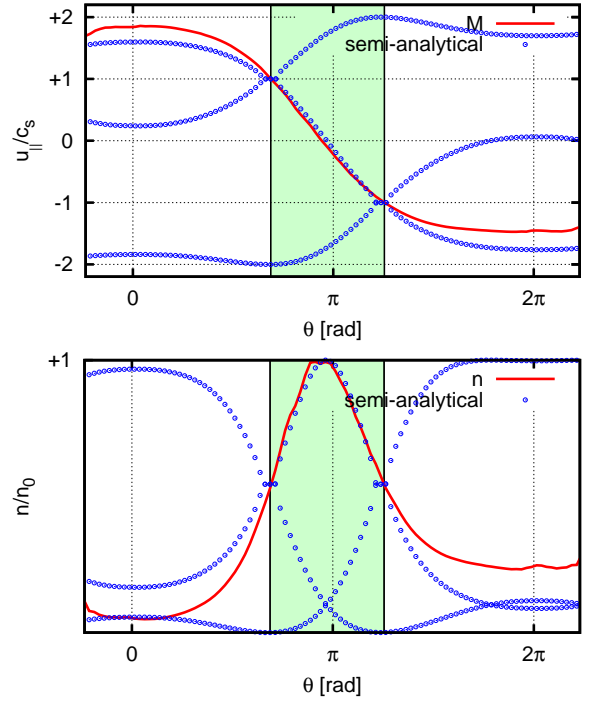 +2
M
semi-analytical
+1
0
-1
-2
u||/cs
0
π
2π
θ [rad]
+1
n
semi-analytical
n/n0
0
π
2π
θ [rad]